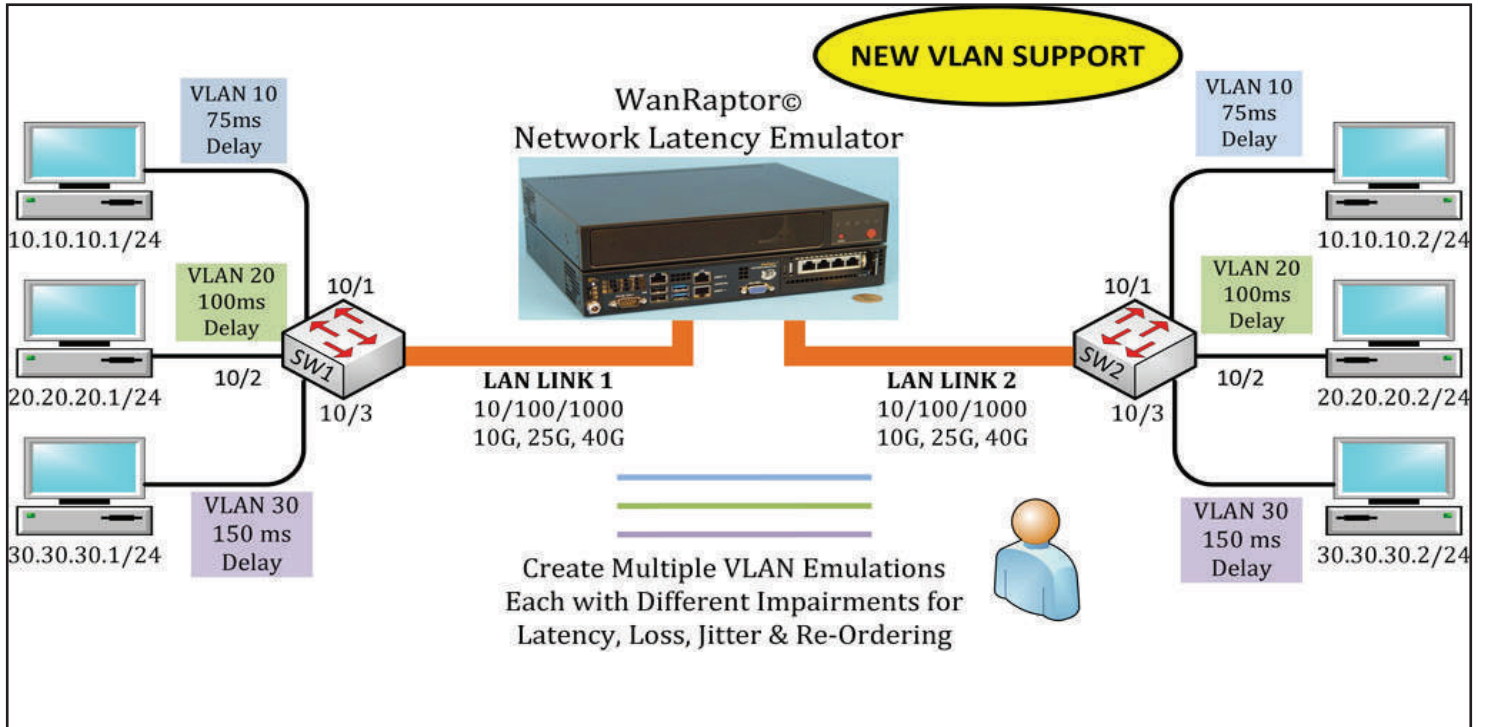 NEW VLAN SUPPORT
WanRaptor©
Network Latency Emulator
VLAN 10
75ms
Delay
10.10.10.1/24
VLAN 20
100ms
Delay
20.20.20.1/24
VLAN 30
150 ms
Delay
30.30.30.1/24
10/1
10/2
10/3
SW1
LAN LINK 1
10/100/1000
10G, 25G, 40G
LAN LINK 2
10/100/1000
10G, 25G, 40G
10/1
10/2
10/3
SW2
VLAN 10
75ms
Delay
10.10.10.2/24
VLAN 20
100ms
Delay
20.20.20.2/24
VLAN 30
150 ms
Delay
30.30.30.2/24
Create Multiple VLAN Emulations
Each with Different Impairments for
Latency, Loss, Jitter & Re-Ordering